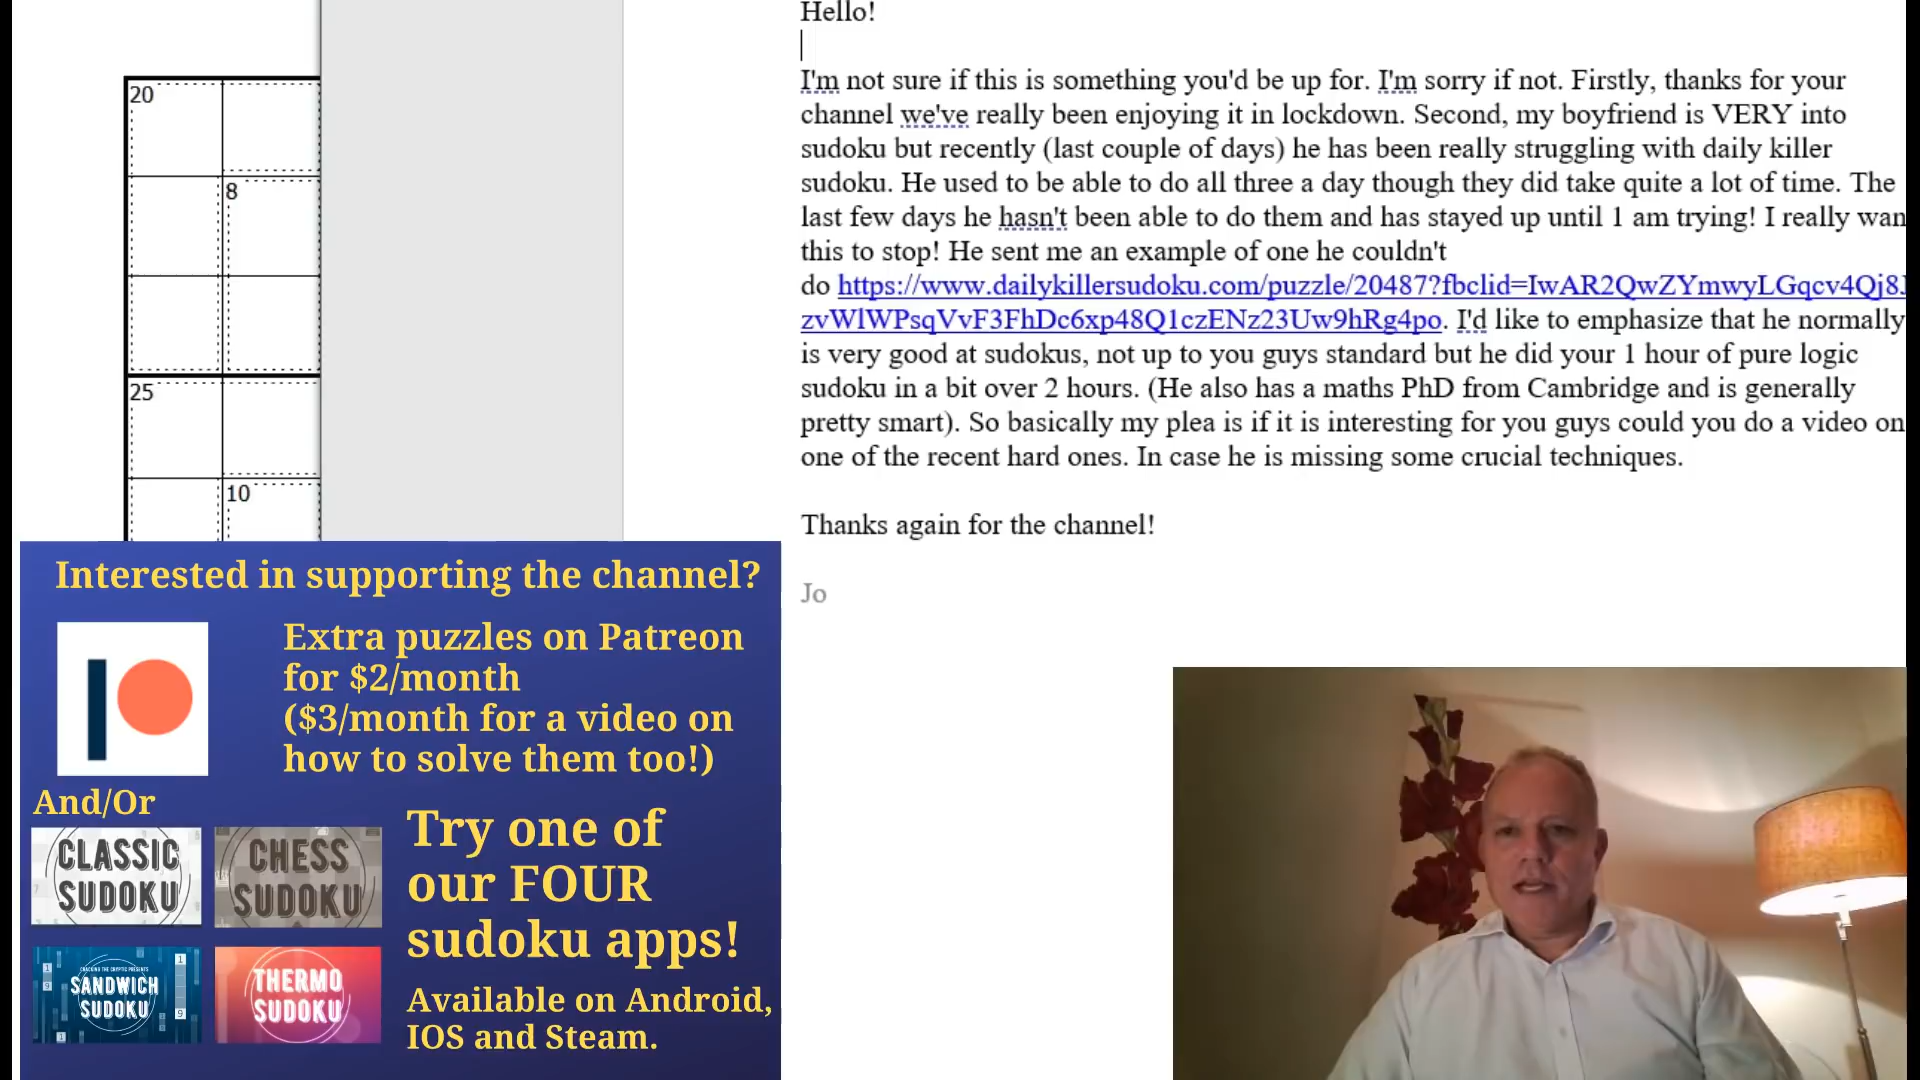 Hello!
I'm not sure if this is something you'd be up for. I'm sorry if not. Firstly, thanks for your
channel we've really been enjoying it in lockdown. Second, my boyfriend is VERY into
sudoku but recently (last couple of days) he has been really struggling with daily killer
sudoku. He used to be able to do all three a day though they did take quite a lot of time. The
last few days he hasn't been able to do them and has stayed up until 1 am trying! I really wan
this to stop! He sent me an example of one he couldn't
do https://www.dailykillersudoku.com/puzzle/20487?fbclid=IwAR2QwZYmwyLGqcv4Qj8J
zvWlWPsqVvF3FhDc6xp48Q1czENz23Uw9hRg4po. I'd like to emphasize that he normally
is very good at sudokus, not up to you guys standard but he did your 1 hour of pure logic
sudoku in a bit over 2 hours. (He also has a maths PhD from Cambridge and is generally
pretty smart). So basically my plea is if it is interesting for you guys could you do a video on
one of the recent hard ones. In case he is missing some crucial techniques.
Thanks again for the channel!
Jo
20
8
25
10
Interested in supporting the channel?
Extra puzzles on Patreon
for $2/month
($3/month for a video on
how to solve them too!)
And/Or
CLASSIC
SUDOKU
CHESS
SUDOKU
CRACKING THE CRYPTIC PRESENTS
SANDWICH
SUDOKU
1
9
1
9
1
THERMO
SUDOKU
Try one of
our FOUR
sudoku apps!
Available on Android,
IOS and Steam.